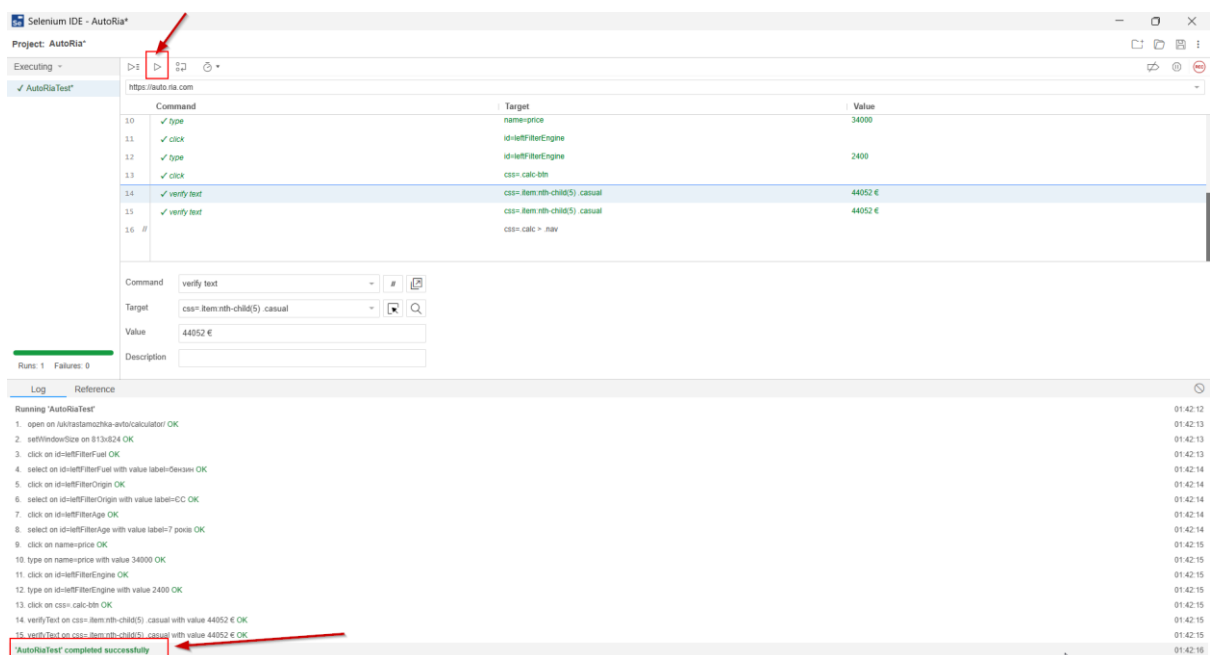 Selenium IDE - AutoRia*
Project: AutoRia*
Executing
https://auto.ria.com
✓ AutoRiaTest*
Command Target Value
10 ✓ type name=price 34000
11 ✓ click id=leftFilterEngine
12 ✓ type id=leftFilterEngine 2400
13 ✓ click css=.calc-btn
14 ✓ verify text css=.item:nth-child(5) .casual 44052 €
15 ✓ verify text css=.item:nth-child(5) .casual 44052 €
16 // css=.calc > .nav
Command verify text //
Target css=.item:nth-child(5) .casual
Value 44052 €
Description
Runs: 1 Failures: 0
Log Reference
Running 'AutoRiaTest' 01:42:12
1. open on /uk/rastamozhka-avto/calculator/ OK 01:42:13
2. setWindowSize on 813x824 OK 01:42:13
3. click on id=leftFilterFuel OK 01:42:13
4. select on id=leftFilterFuel with value label=бензин OK 01:42:14
5. click on id=leftFilterOrigin OK 01:42:14
6. select on id=leftFilterOrigin with value label=ЄС OK 01:42:14
7. click on id=leftFilterAge OK 01:42:14
8. select on id=leftFilterAge with value label=7 років OK 01:42:14
9. click on name=price OK 01:42:15
10. type on name=price with value 34000 OK 01:42:15
11. click on id=leftFilterEngine OK 01:42:15
12. type on id=leftFilterEngine with value 2400 OK 01:42:15
13. click on css=.calc-btn OK 01:42:15
14. verifyText on css=.item:nth-child(5) .casual with value 44052 € OK 01:42:15
15. verifyText on css=.item:nth-child(5) .casual with value 44052 € OK 01:42:15
'AutoRiaTest' completed successfully 01:42:16